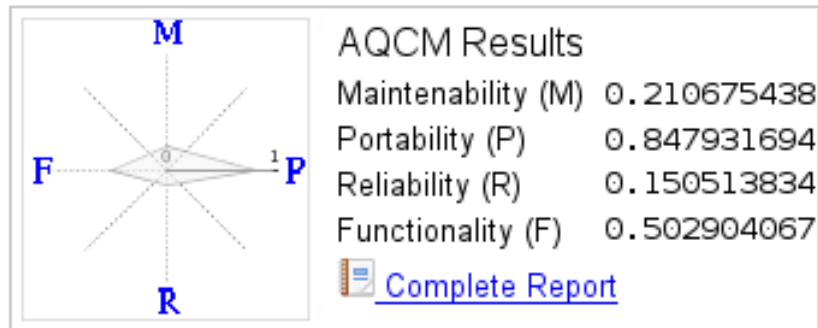 M
F
0
1
P
R
AQCM Results
Maintenability (M) 0.210675438
Portability (P) 0.847931694
Reliability (R) 0.150513834
Functionality (F) 0.502904067
Complete Report